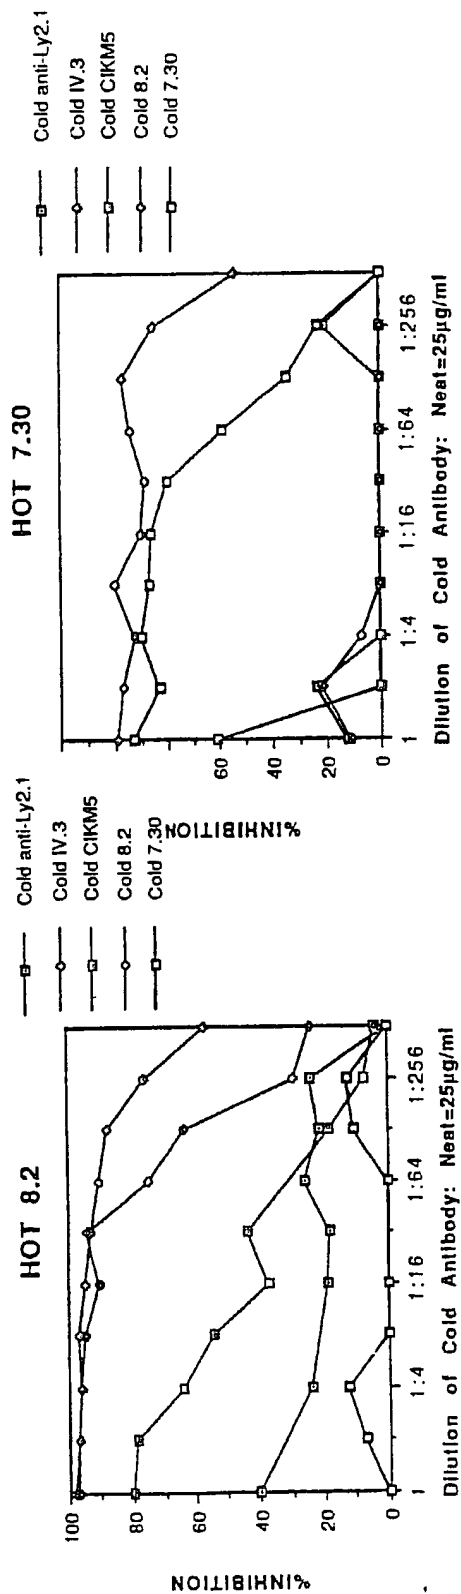 HOT 8.2
Cold anti-Ly2.1
Cold IV.3
Cold CIKM5
Cold 8.2
Cold 7.30
%INHIBITION
100
80
60
40
20
0
1
1:4
1:16
1:64
1:256
Dilution of Cold Antibody: Neat=25µg/ml
HOT 7.30
Cold anti-Ly2.1
Cold IV.3
Cold CIKM5
Cold 8.2
Cold 7.30
%INHIBITION
60
40
20
0
1
1:4
1:16
1:64
1:256
Dilution of Cold Antibody: Neat=25µg/ml